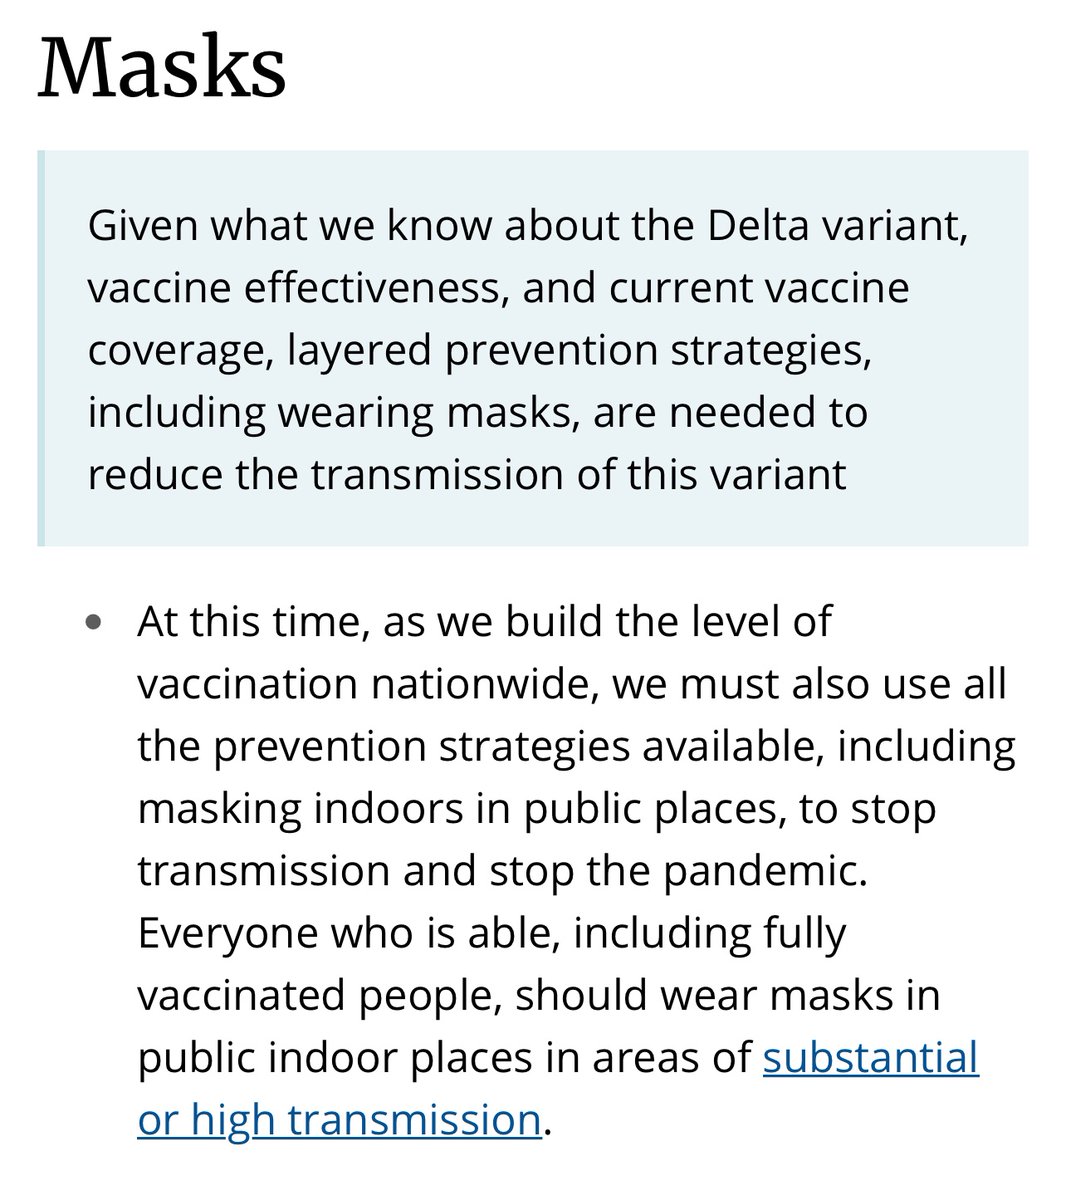 Masks
Given what we know about the Delta variant,
vaccine effectiveness, and current vaccine
coverage, layered prevention strategies,
including wearing masks, are needed to
reduce the transmission of this variant
• At this time, as we build the level of
vaccination nationwide, we must also use all
the prevention strategies available, including
masking indoors in public places, to stop
transmission and stop the pandemic.
Everyone who is able, including fully
vaccinated people, should wear masks in
public indoor places in areas of substantial
or high transmission.